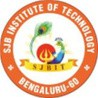 SJB INSTITUTE OF TECHNOLOGY
SJBIT
BENGALURU-60